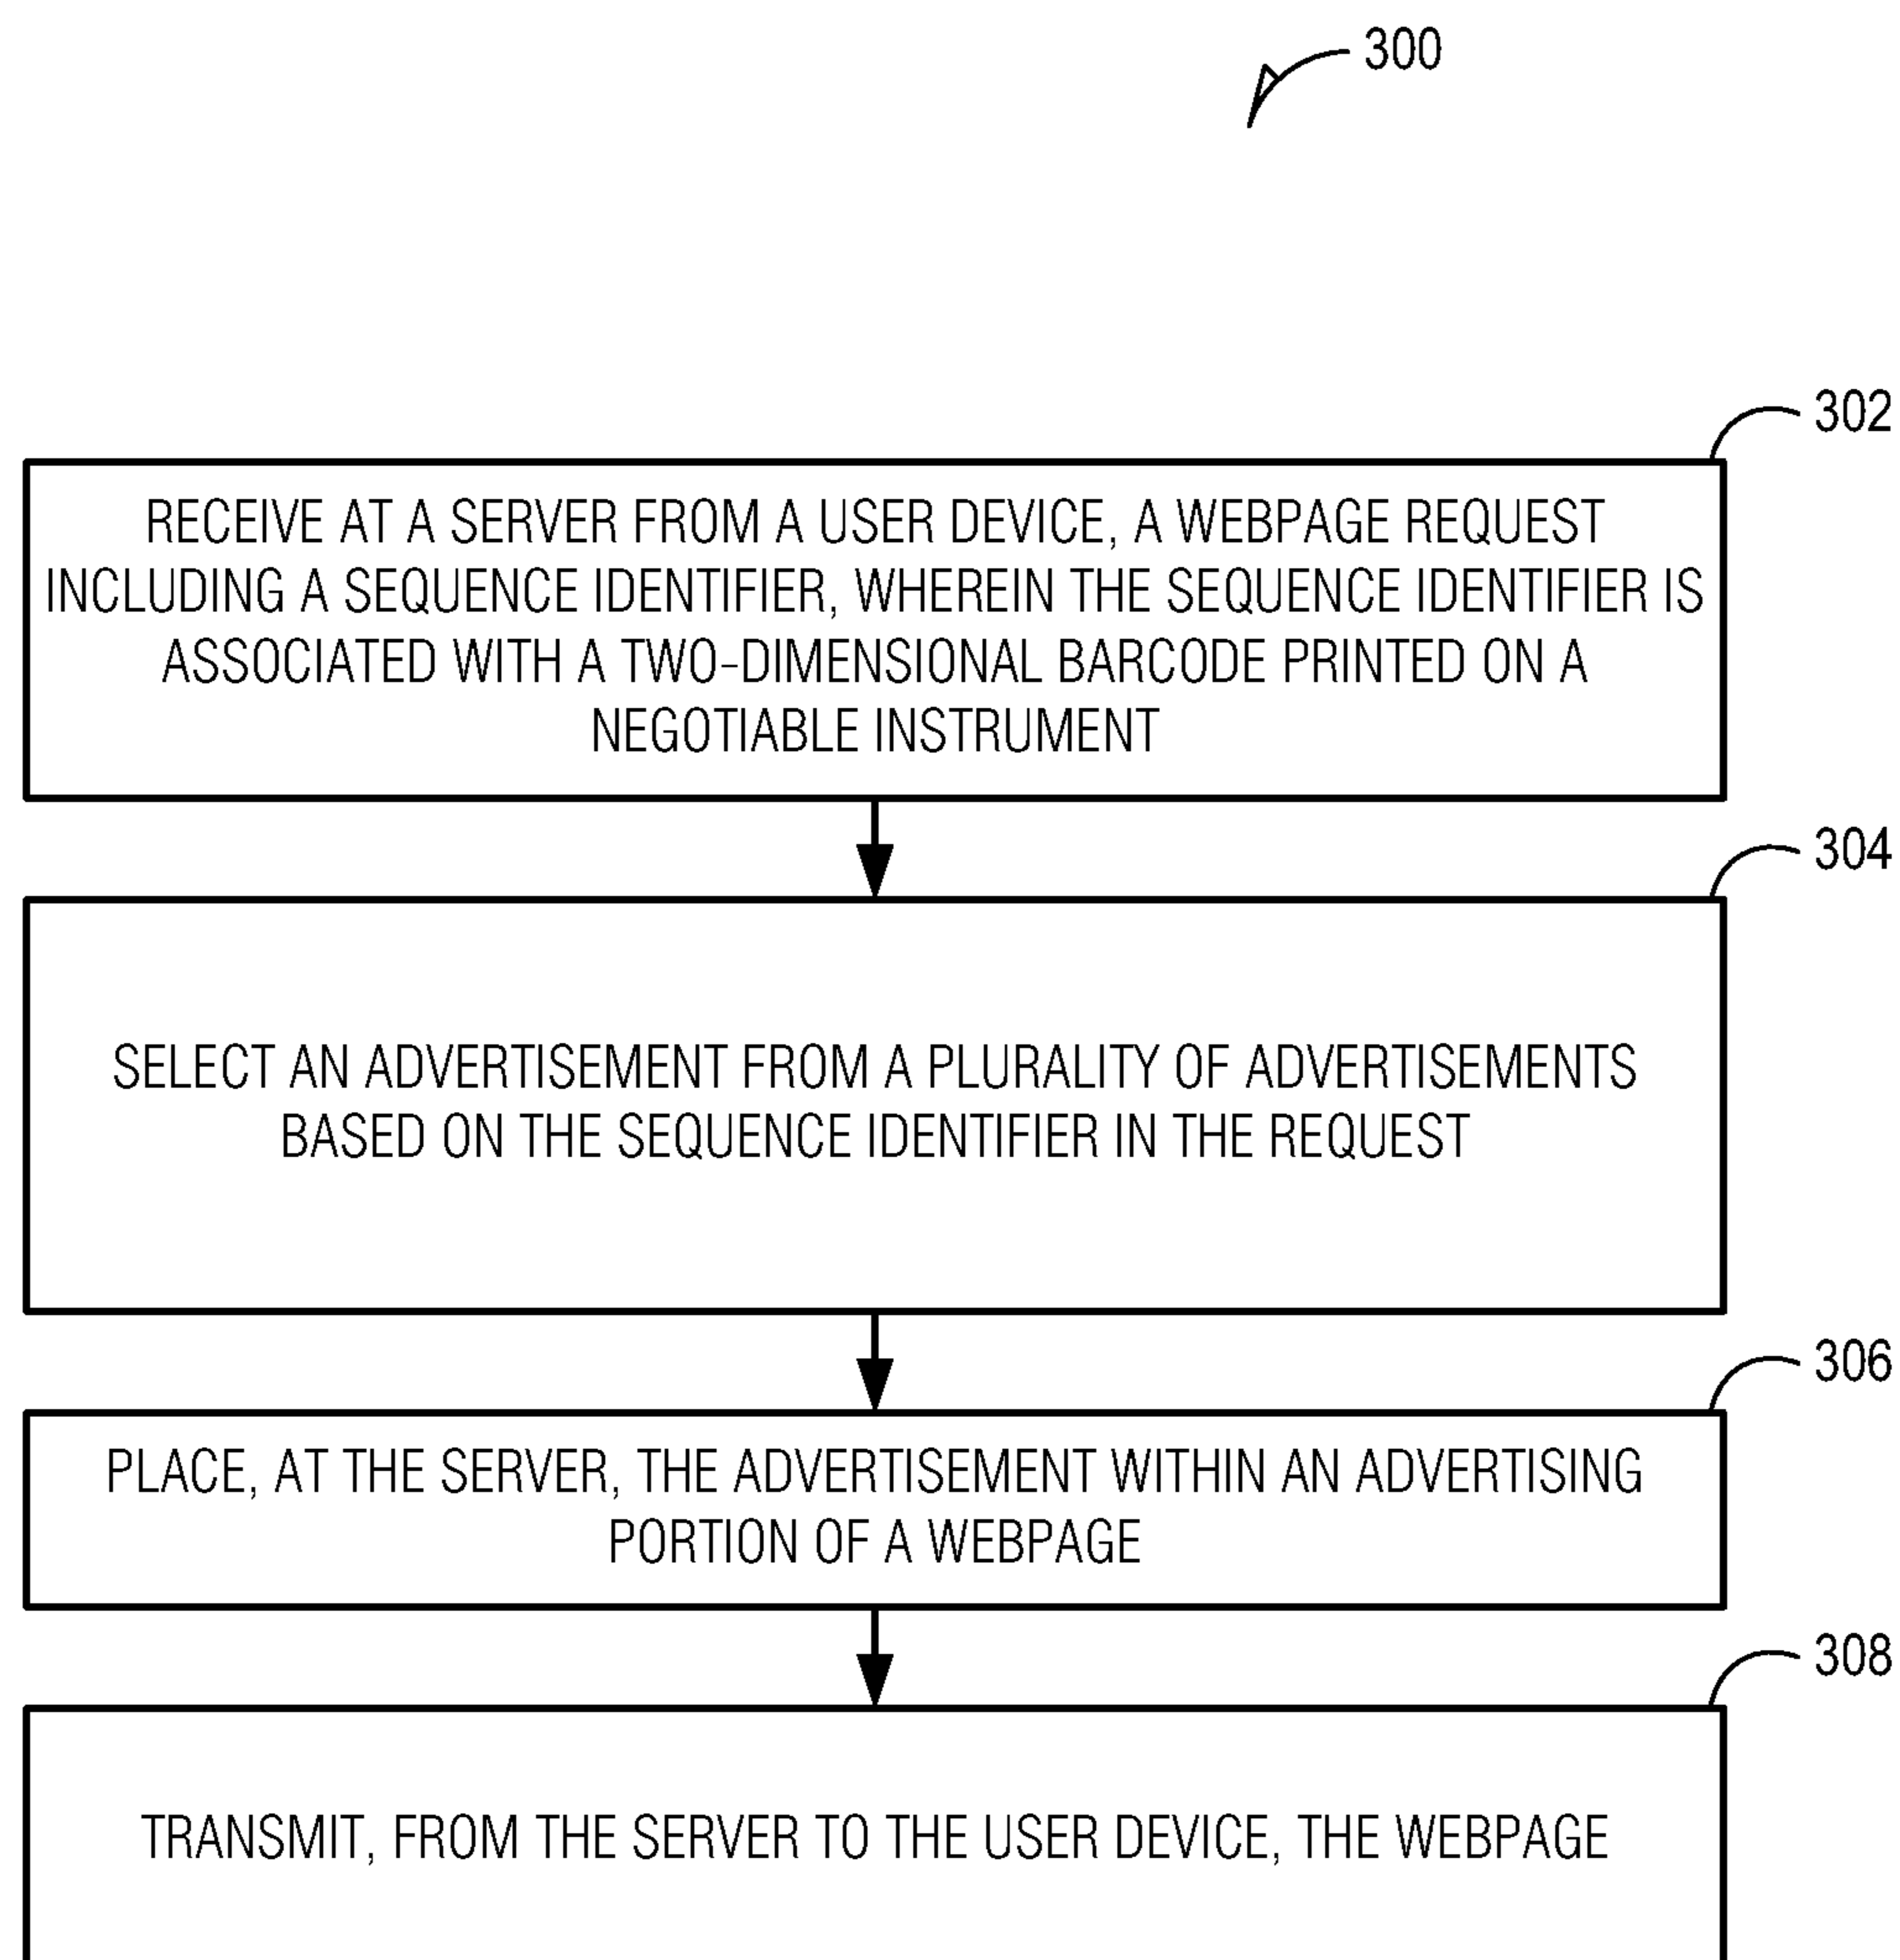 300
302
RECEIVE AT A SERVER FROM A USER DEVICE, A WEBPAGE REQUEST
INCLUDING A SEQUENCE IDENTIFIER, WHEREIN THE SEQUENCE IDENTIFIER IS
ASSOCIATED WITH A TWO-DIMENSIONAL BARCODE PRINTED ON A
NEGOTIABLE INSTRUMENT
304
SELECT AN ADVERTISEMENT FROM A PLURALITY OF ADVERTISEMENTS
BASED ON THE SEQUENCE IDENTIFIER IN THE REQUEST
306
PLACE, AT THE SERVER, THE ADVERTISEMENT WITHIN AN ADVERTISING
PORTION OF A WEBPAGE
308
TRANSMIT, FROM THE SERVER TO THE USER DEVICE, THE WEBPAGE